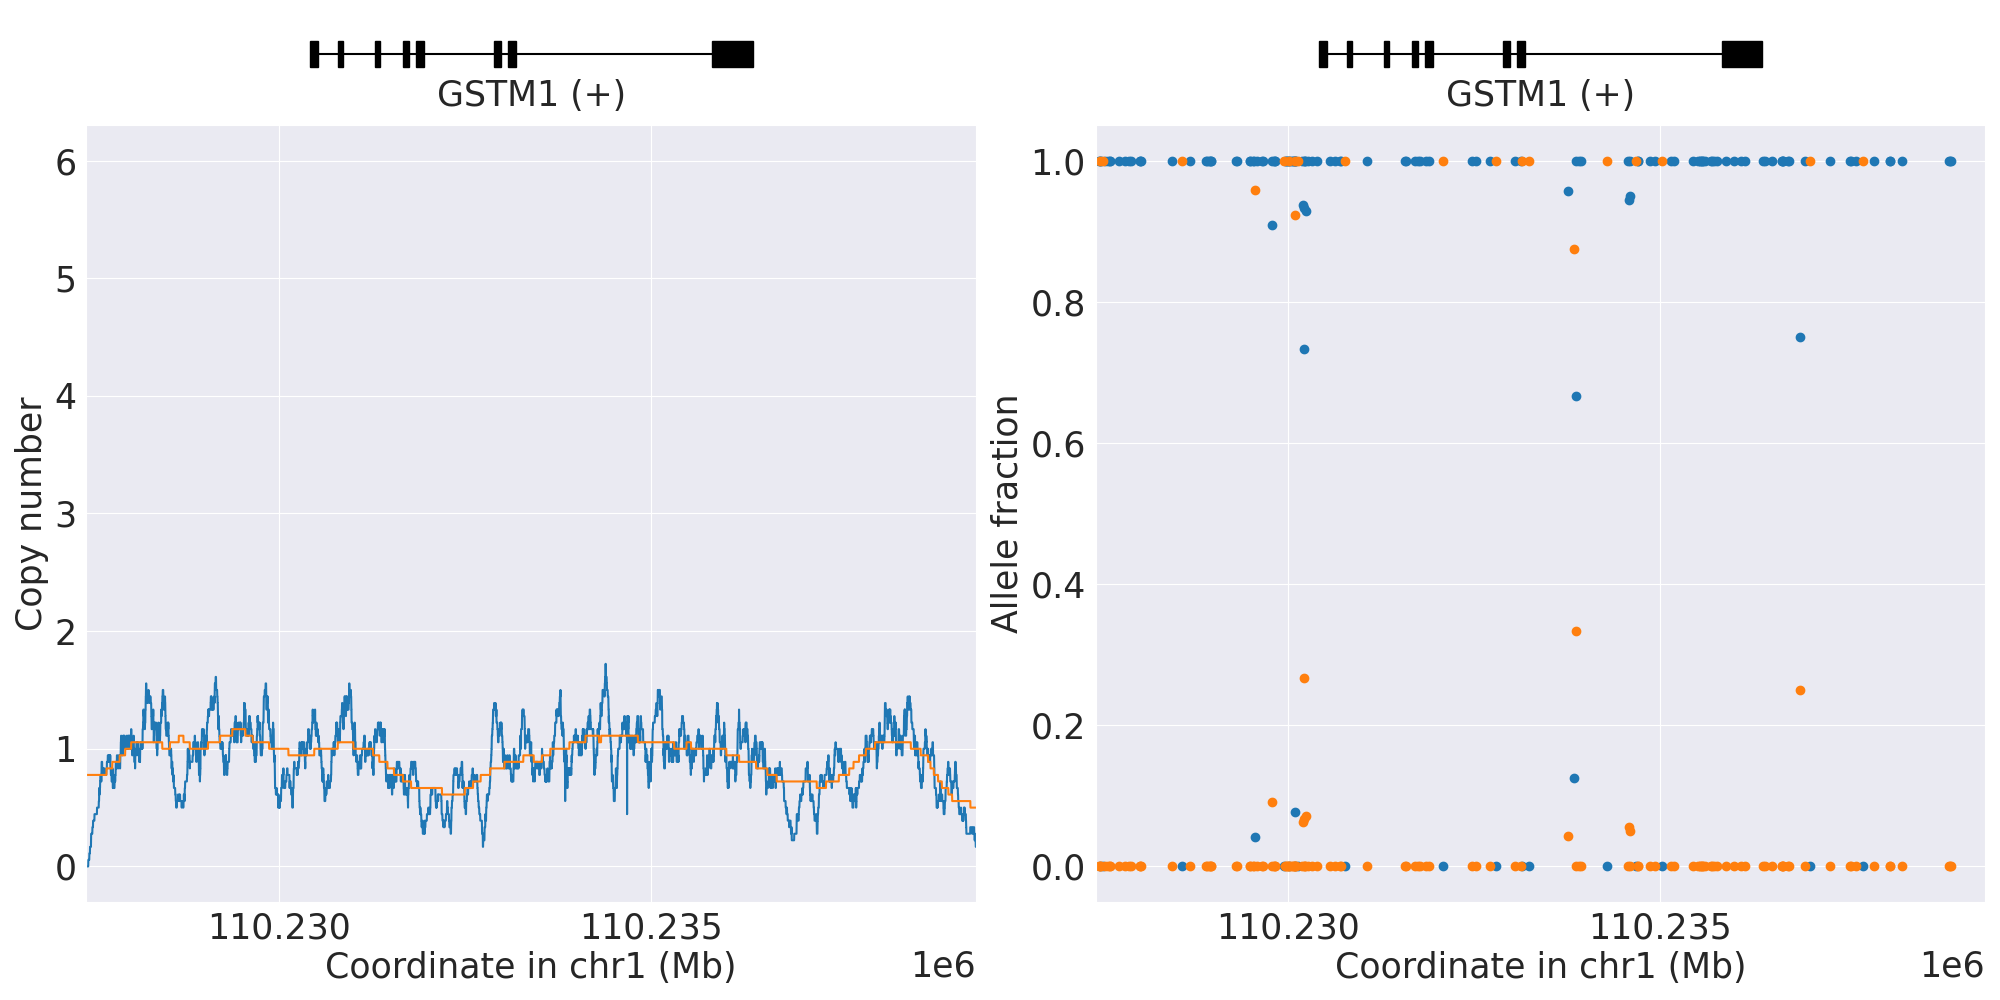 GSTM1 (+)
6
5
4
3
2
1
0
Copy number
110.230
110.235
Coordinate in chr1 (Mb)
1e6
GSTM1 (+)
1.0
0.8
0.6
0.4
0.2
0.0
Allele fraction
110.230
110.235
Coordinate in chr1 (Mb)
1e6